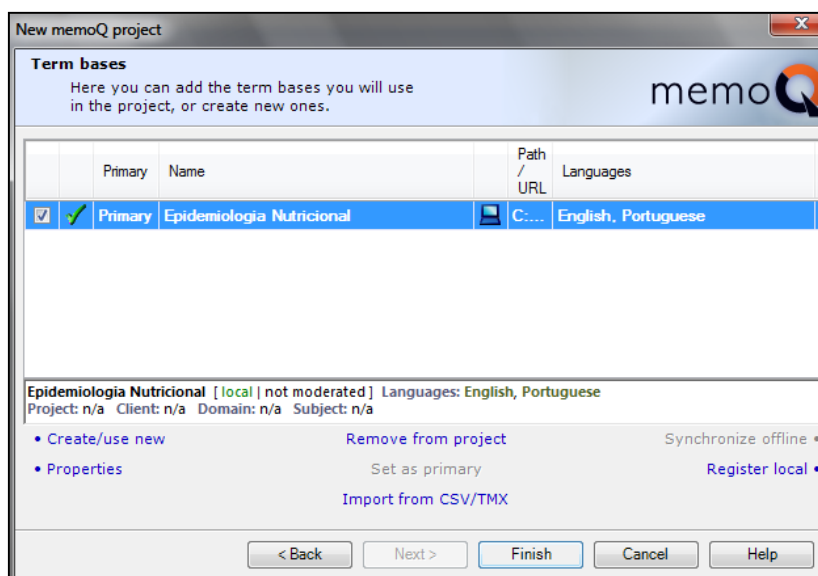 New memoQ project
X
Term bases
Here you can add the term bases you will use
in the project, or create new ones.
memoQ
Primary Name Path / URL Languages
Primary Epidemiologia Nutricional C:... English, Portuguese
Epidemiologia Nutricional [ local | not moderated ] Languages: English, Portuguese
Project: n/a Client: n/a Domain: n/a Subject: n/a
• Create/use new Remove from project Synchronize offline •
• Properties Set as primary Register local •
Import from CSV/TMX
< Back Next > Finish Cancel Help